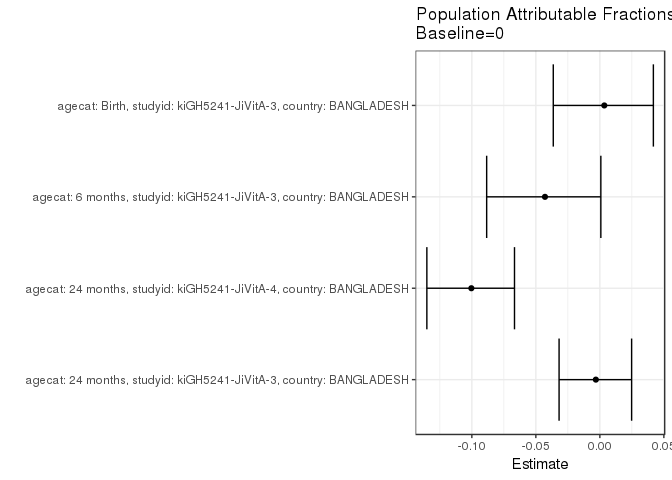 Population Attributable Fractions
Baseline=0
agecat: Birth, studyid: kiGH5241-JiVitA-3, country: BANGLADESH
agecat: 6 months, studyid: kiGH5241-JiVitA-3, country: BANGLADESH
agecat: 24 months, studyid: kiGH5241-JiVitA-4, country: BANGLADESH
agecat: 24 months, studyid: kiGH5241-JiVitA-3, country: BANGLADESH
-0.10 -0.05 0.00 0.05
Estimate